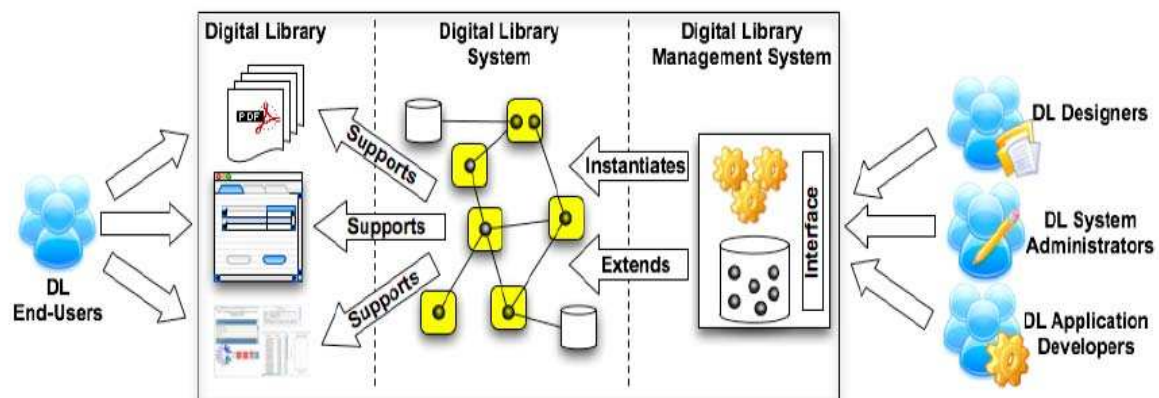 Digital Library
Digital Library
System
Digital Library
Management System
PDF
Supports
Supports
Supports
Instantiates
Extends
Interface
DL
End-Users
DL Designers
DL System
Administrators
DL Application
Developers